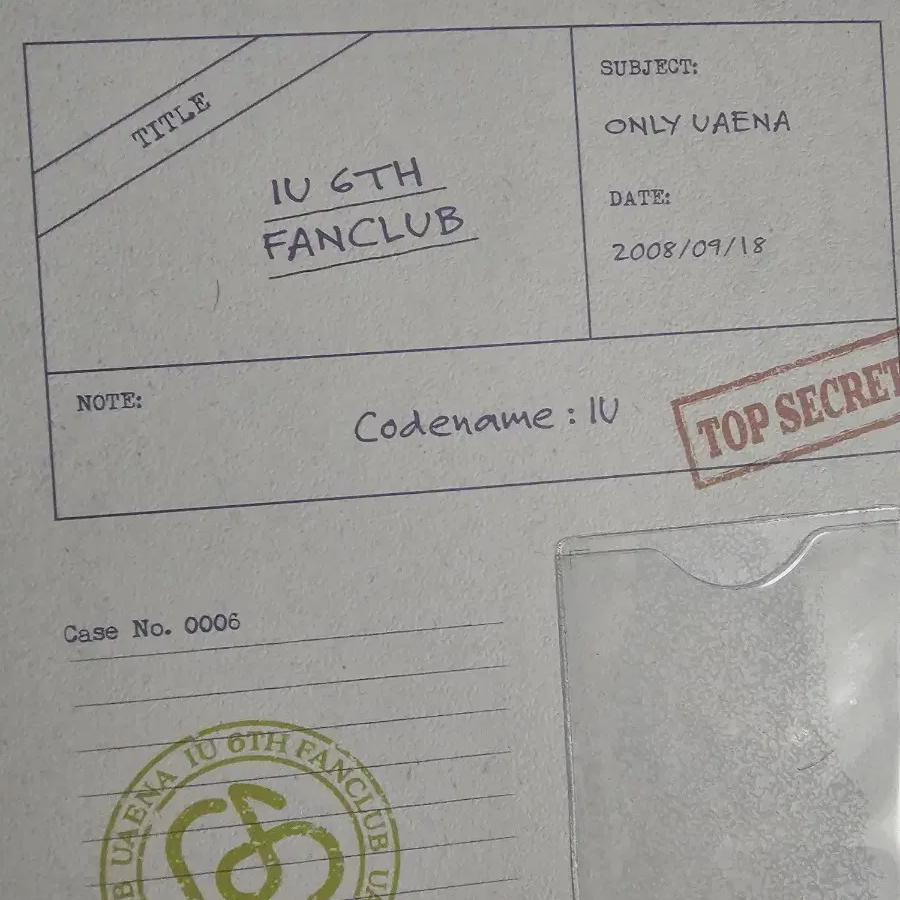 TITLE
IU 6TH
FANCLUB
SUBJECT:
ONLY UAENA
DATE:
2008/09/18
NOTE:
Codename : IU
TOP SECRET
Case No. 0006
UAENA IU 6TH FANCLUB